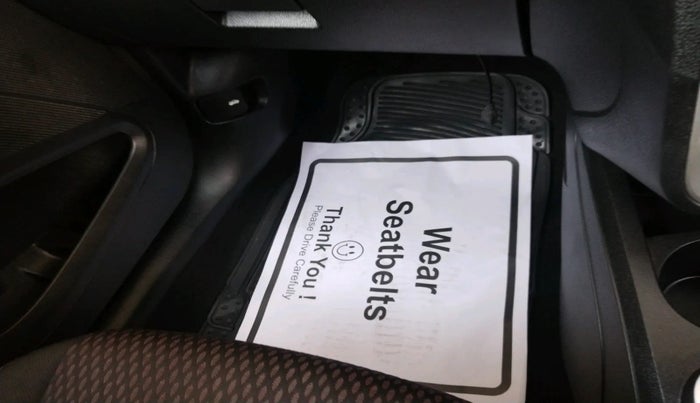 Wear
Seatbelts
Thank You !
Please Drive Carefully